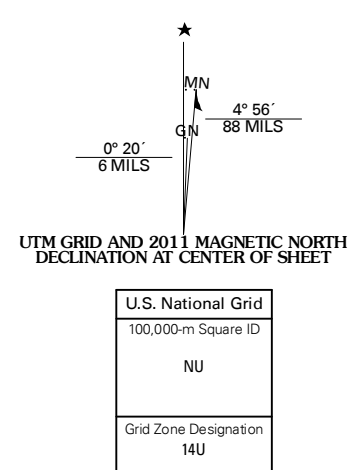 ★
MN
GN
4° 56´
88 MILS
0° 20´
6 MILS
UTM GRID AND 2011 MAGNETIC NORTH
DECLINATION AT CENTER OF SHEET
U.S. National Grid
100,000-m Square ID
NU
Grid Zone Designation
14U